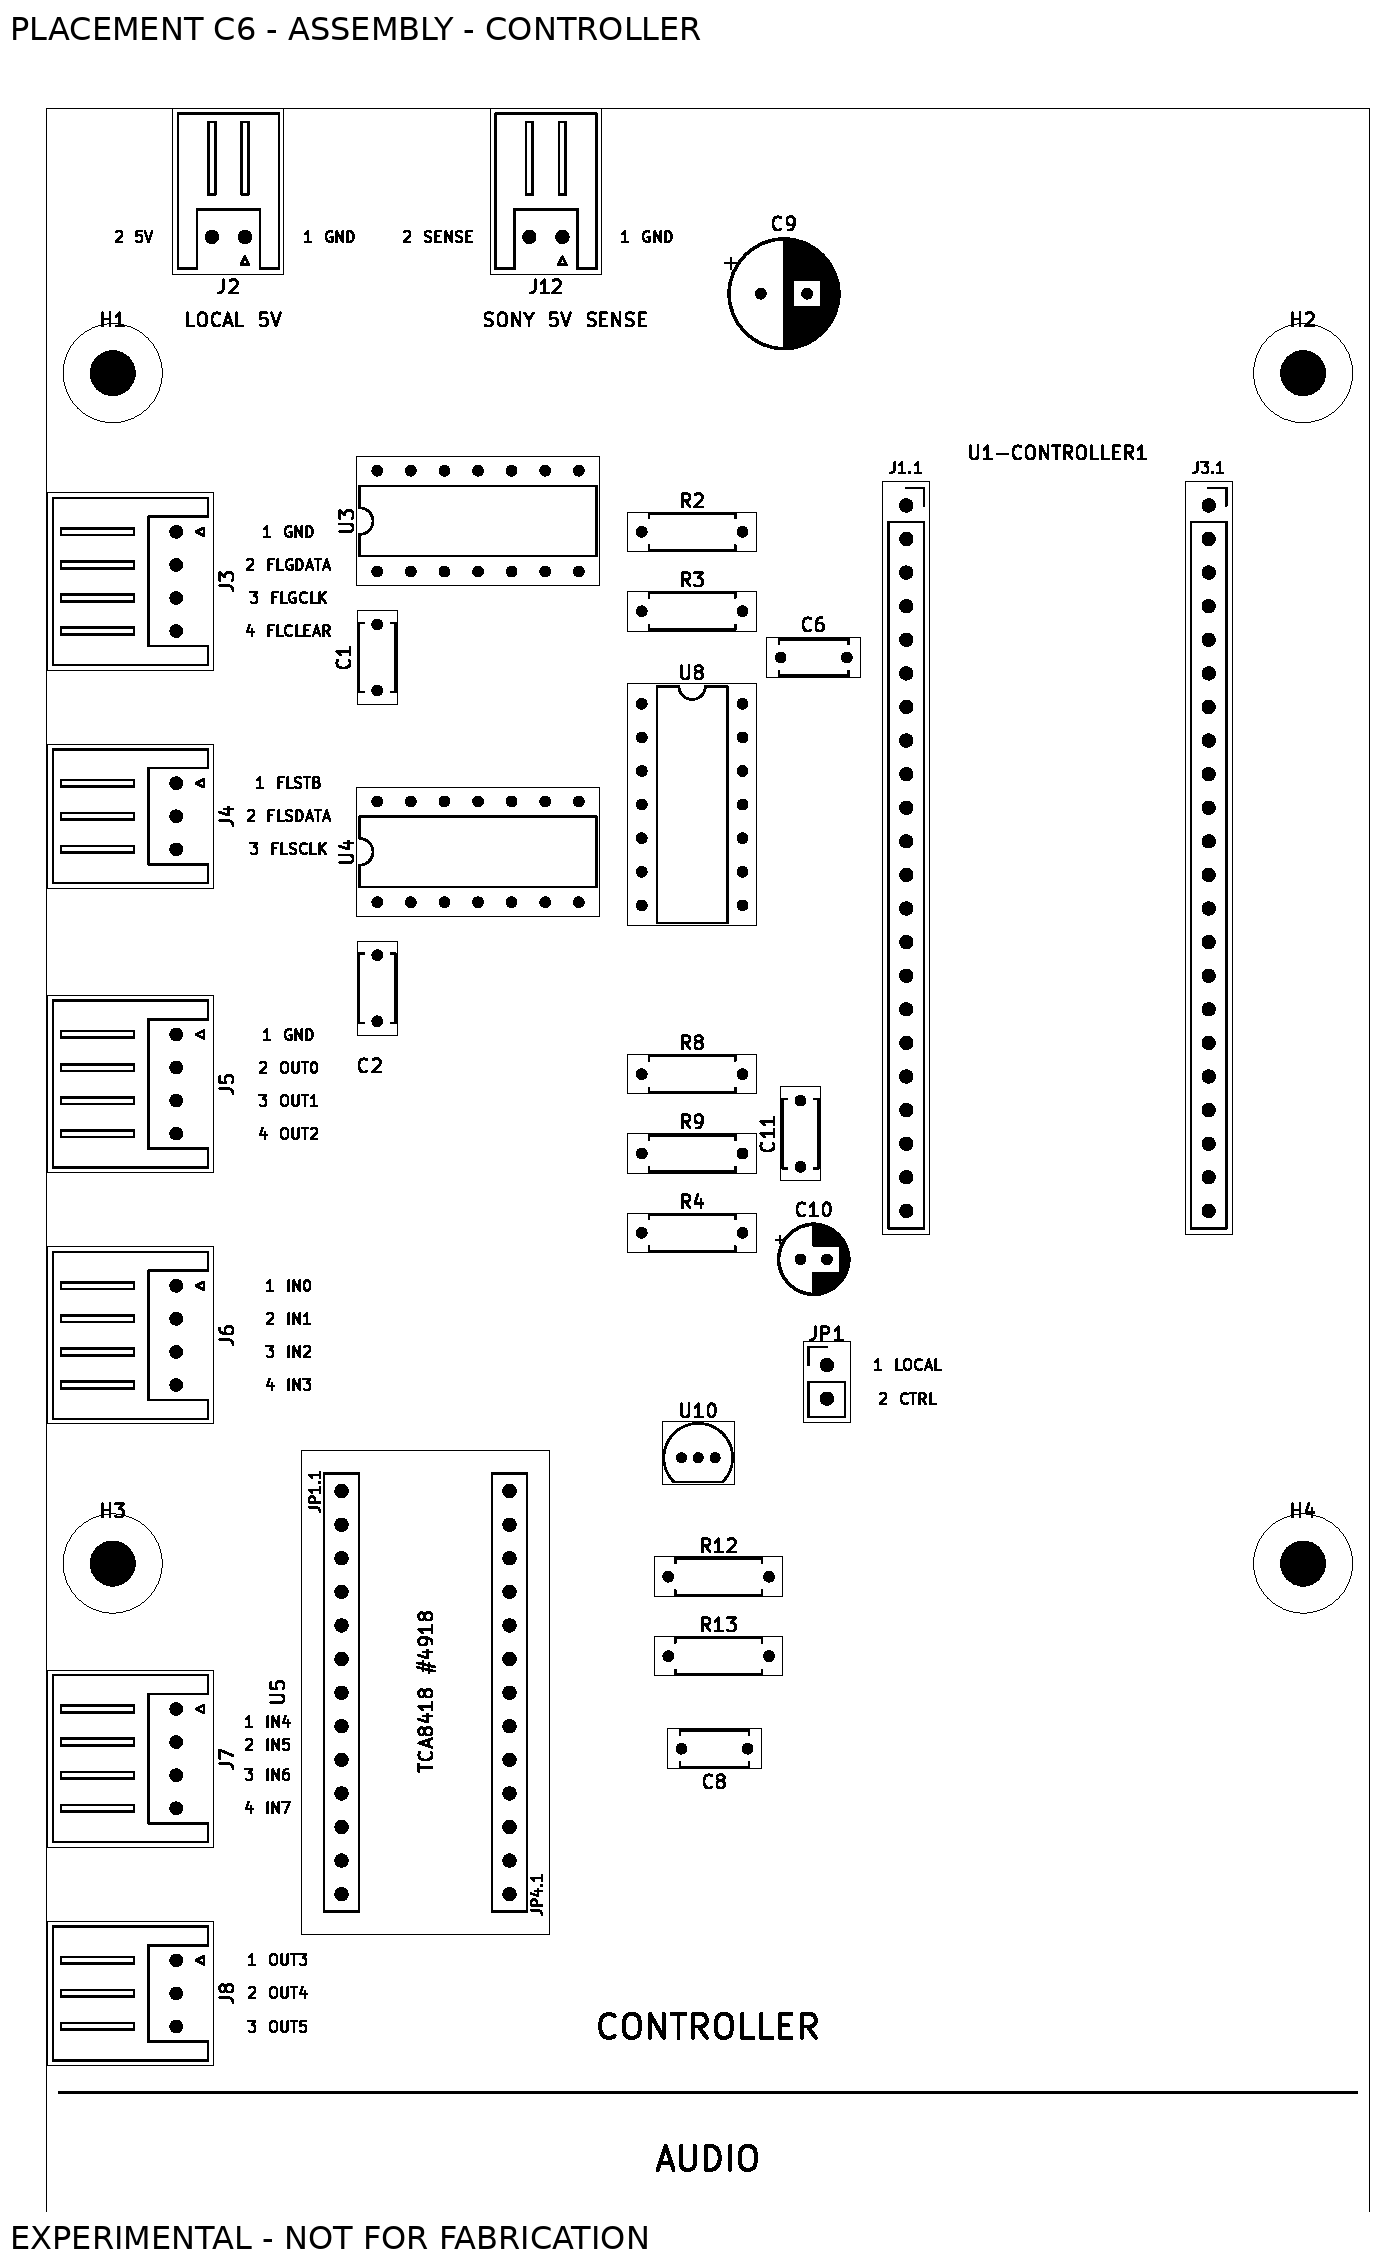 PLACEMENT C6 - ASSEMBLY - CONTROLLER
C9
2 5V
1 GND
2 SENSE
1 GND
J2
J12
LOCAL 5V
SONY 5V SENSE
H1
H2
U1-CONTROLLER1
J1.1
J3.1
R2
U3
1 GND
2 FLGDATA
J3
R3
3 FLGCLK
4 FLCLEAR
C6
C1
U8
1 FLSTB
J4
2 FLSDATA
3 FLSCLK
U4
1 GND
R8
C2
2 OUT0
J5
3 OUT1
R9
C11
4 OUT2
R4
C10
1 IN0
2 IN1
J6
JP1
3 IN2
1 LOCAL
4 IN3
2 CTRL
U10
JP1.1
H3
H4
R12
R13
TCA8418 #4918
U5
1 IN4
2 IN5
J7
3 IN6
C8
4 IN7
JP4.1
1 OUT3
J8
2 OUT4
3 OUT5
CONTROLLER
AUDIO
EXPERIMENTAL - NOT FOR FABRICATION